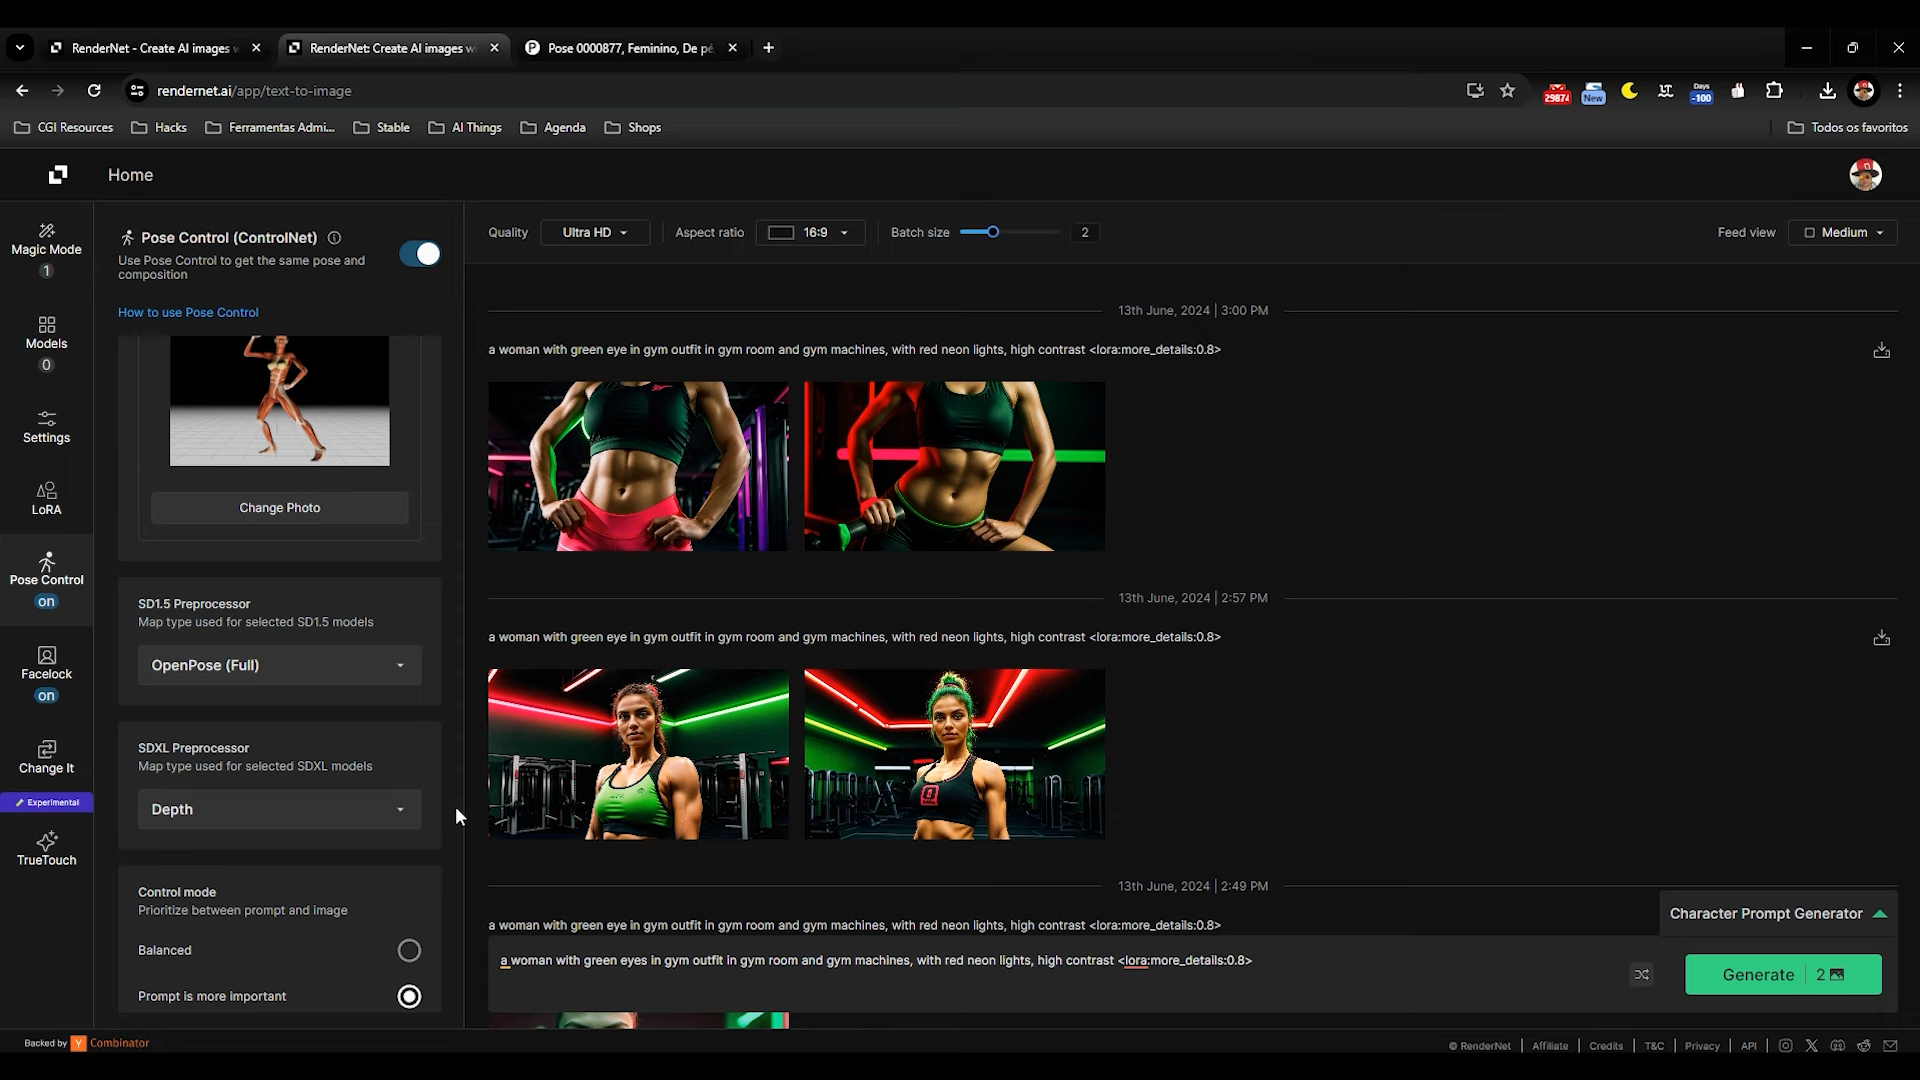 RenderNet - Create AI images w
RenderNet: Create AI images wi
Pose 0000877, Feminino, De pé,
rendernet.ai/app/text-to-image
29874
New
Days
-100
CGI Resources
Hacks
Ferramentas Admi...
Stable
AI Things
Agenda
Shops
Todos os favoritos
Home
Magic Mode
1
Models
0
Settings
LoRA
Pose Control
on
Facelock
on
Change It
Experimental
TrueTouch
Pose Control (ControlNet)
Use Pose Control to get the same pose and
composition
How to use Pose Control
Change Photo
SD1.5 Preprocessor
Map type used for selected SD1.5 models
OpenPose (Full)
SDXL Preprocessor
Map type used for selected SDXL models
Depth
Control mode
Prioritize between prompt and image
Balanced
Prompt is more important
Quality
Ultra HD
Aspect ratio
16:9
Batch size
2
Feed view
Medium
13th June, 2024 | 3:00 PM
a woman with green eye in gym outfit in gym room and gym machines, with red neon lights, high contrast <lora:more_details:0.8>
13th June, 2024 | 2:57 PM
a woman with green eye in gym outfit in gym room and gym machines, with red neon lights, high contrast <lora:more_details:0.8>
13th June, 2024 | 2:49 PM
a woman with green eye in gym outfit in gym room and gym machines, with red neon lights, high contrast <lora:more_details:0.8>
Character Prompt Generator
a woman with green eyes in gym outfit in gym room and gym machines, with red neon lights, high contrast <lora:more_details:0.8>
Generate
2
Backed by Y Combinator
© RenderNet
Affiliate
Credits
T&C
Privacy
API